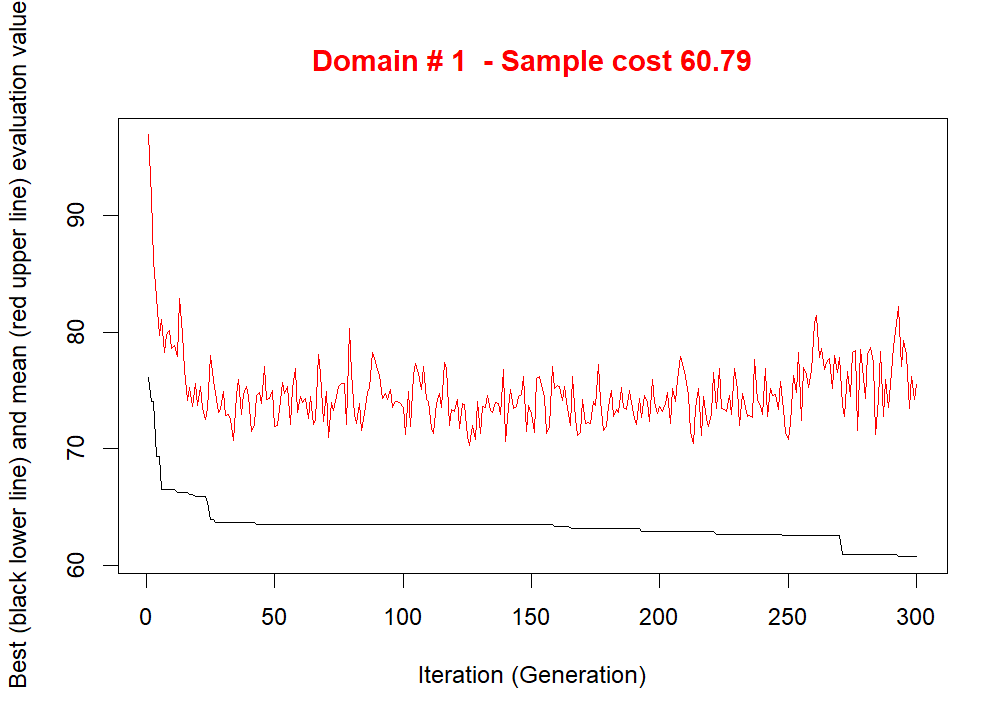 Domain # 1  - Sample cost 60.79
Best (black lower line) and mean (red upper line) evaluation value
90
80
70
60
0 50 100 150 200 250 300
Iteration (Generation)